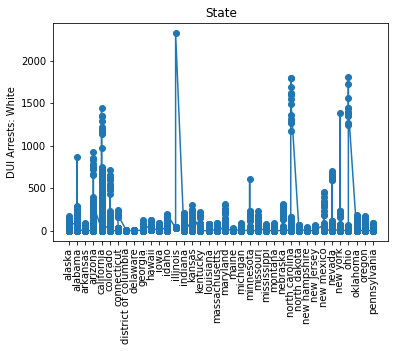 State
DUI Arrests: White
2000
1500
1000
500
0
alaska
alabama
arkansas
arizona
california
colorado
connecticut
district of columbia
delaware
georgia
hawaii
iowa
idaho
illinois
indiana
kansas
kentucky
louisiana
massachusetts
maryland
maine
michigan
minnesota
missouri
mississippi
montana
nebraska
north carolina
north dakota
new hampshire
new jersey
new mexico
nevada
new york
ohio
oklahoma
oregon
pennsylvania